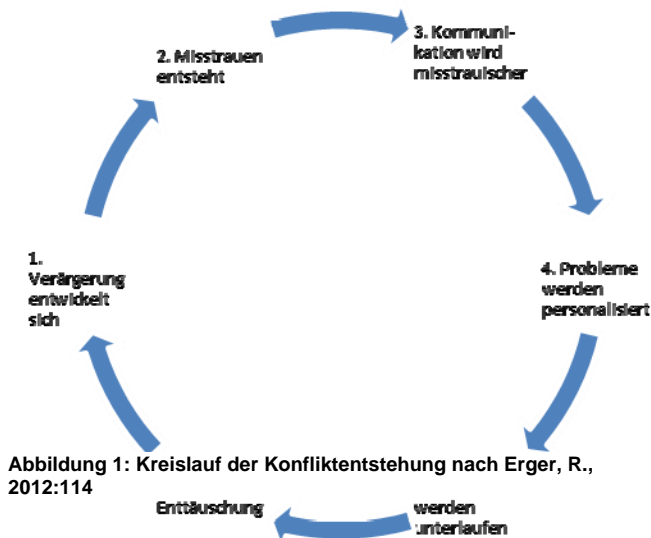 1.
Verärgerung
entwickelt
sich
2. Misstrauen
entsteht
3. Kommuni-
kation wird
misstrauischer
4. Probleme
werden
personalisiert
werden
unterlaufen
Enttäuschung
Abbildung 1: Kreislauf der Konfliktentstehung nach Erger, R.,
2012:114